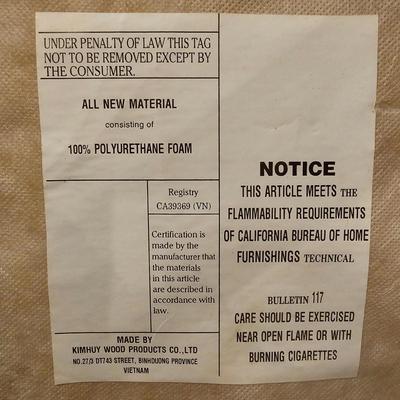 UNDER PENALTY OF LAW THIS TAG
NOT TO BE REMOVED EXCEPT BY
THE CONSUMER.
ALL NEW MATERIAL
consisting of
100% POLYURETHANE FOAM
Registry
CA39369 (VN)
Certification is
made by the
manufacturer that
the materials
in this article
are described in
accordance with
law.
MADE BY
KIMHUY WOOD PRODUCTS CO.,LTD
NO.27/3 DT743 STREET, BINHDUONG PROVINCE
VIETNAM
NOTICE
THIS ARTICLE MEETS THE
FLAMMABILITY REQUIREMENTS
OF CALIFORNIA BUREAU OF HOME
FURNISHINGS TECHNICAL
BULLETIN 117
CARE SHOULD BE EXERCISED
NEAR OPEN FLAME OR WITH
BURNING CIGARETTES